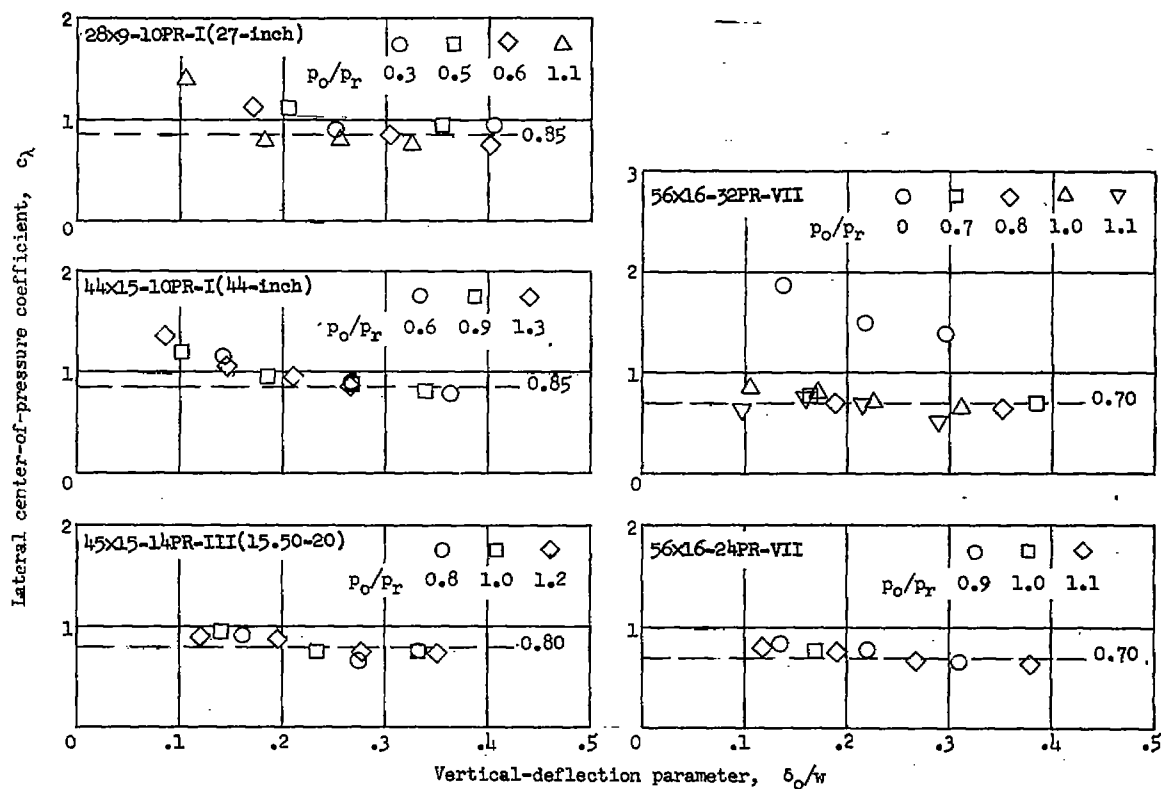 Lateral center-of-pressure coefficient, cλ
2
28x9-10PR-I(27-inch)
p₀/pᵣ 0.3 0.5 0.6 1.1
1
0.85
0
2
44x15-10PR-I(44-inch)
p₀/pᵣ 0.6 0.9 1.3
1
0.85
0
2
45x15-14PR-III(15.50-20)
p₀/pᵣ 0.8 1.0 1.2
1
0.80
0 .1 .2 .3 .4 .5
3
56x16-32PR-VII
p₀/pᵣ 0 0.7 0.8 1.0 1.1
2
1
0.70
0
2
56x16-24PR-VII
p₀/pᵣ 0.9 1.0 1.1
1
0.70
0 .1 .2 .3 .4 .5
Vertical-deflection parameter, δ₀/w